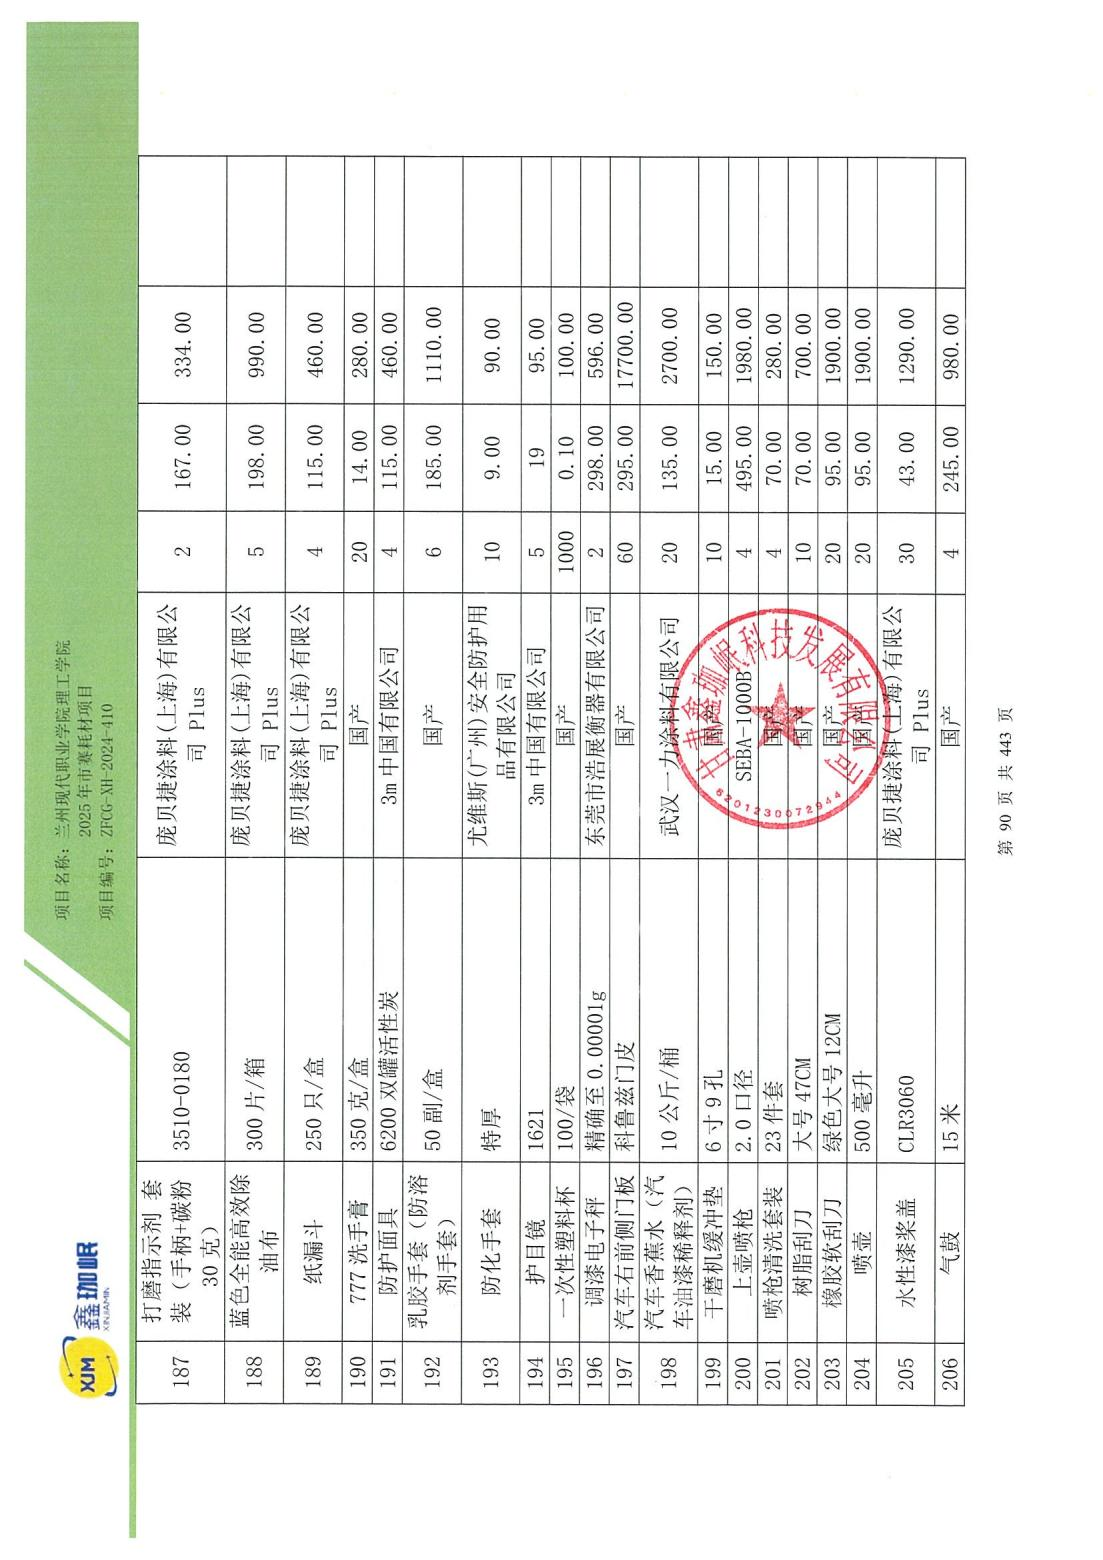 XJM 鑫珈岷
XINJIAMIN
项目名称：兰州现代职业学院理工学院
2025年市赛耗材项目
项目编号：ZFCG-XH-2024-410
187 打磨指示剂 套装（手柄+碳粉30克） 3510-0180 庞贝捷涂料(上海)有限公司 Plus 2 167.00 334.00
188 蓝色全能高效除油布 300片/箱 庞贝捷涂料(上海)有限公司 Plus 5 198.00 990.00
189 纸漏斗 250只/盒 庞贝捷涂料(上海)有限公司 Plus 4 115.00 460.00
190 777洗手膏 350克/盒 国产 20 14.00 280.00
191 防护面具 6200双罐活性炭 3m中国有限公司 4 115.00 460.00
192 乳胶手套（防溶剂手套） 50副/盒 国产 6 185.00 1110.00
193 防化手套 特厚 尤维斯(广州)安全防护用品有限公司 10 9.00 90.00
194 护目镜 1621 3m中国有限公司 5 19 95.00
195 一次性塑料杯 100/袋 国产 1000 0.10 100.00
196 调漆电子秤 精确至0.00001g 东莞市浩展衡器有限公司 2 298.00 596.00
197 汽车右前侧门板 科鲁兹门皮 国产 60 295.00 17700.00
198 汽车香蕉水（汽车油漆稀释剂） 10公斤/桶 武汉一力涂料有限公司 20 135.00 2700.00
199 干磨机缓冲垫 6寸9孔 国产 10 15.00 150.00
200 上壶喷枪 2.0口径 SEBA-1000B 4 495.00 1980.00
201 喷枪清洗套装 23件套 国产 4 70.00 280.00
202 树脂刮刀 大号47CM 国产 10 70.00 700.00
203 橡胶软刮刀 绿色大号12CM 国产 20 95.00 1900.00
204 喷壶 500毫升 国产 20 95.00 1900.00
205 水性漆浆盖 CLR3060 庞贝捷涂料(上海)有限公司 Plus 30 43.00 1290.00
206 气鼓 15米 国产 4 245.00 980.00
甘肃鑫珈岷科技发展有限公司
6201230072944
第 90 页 共 443 页